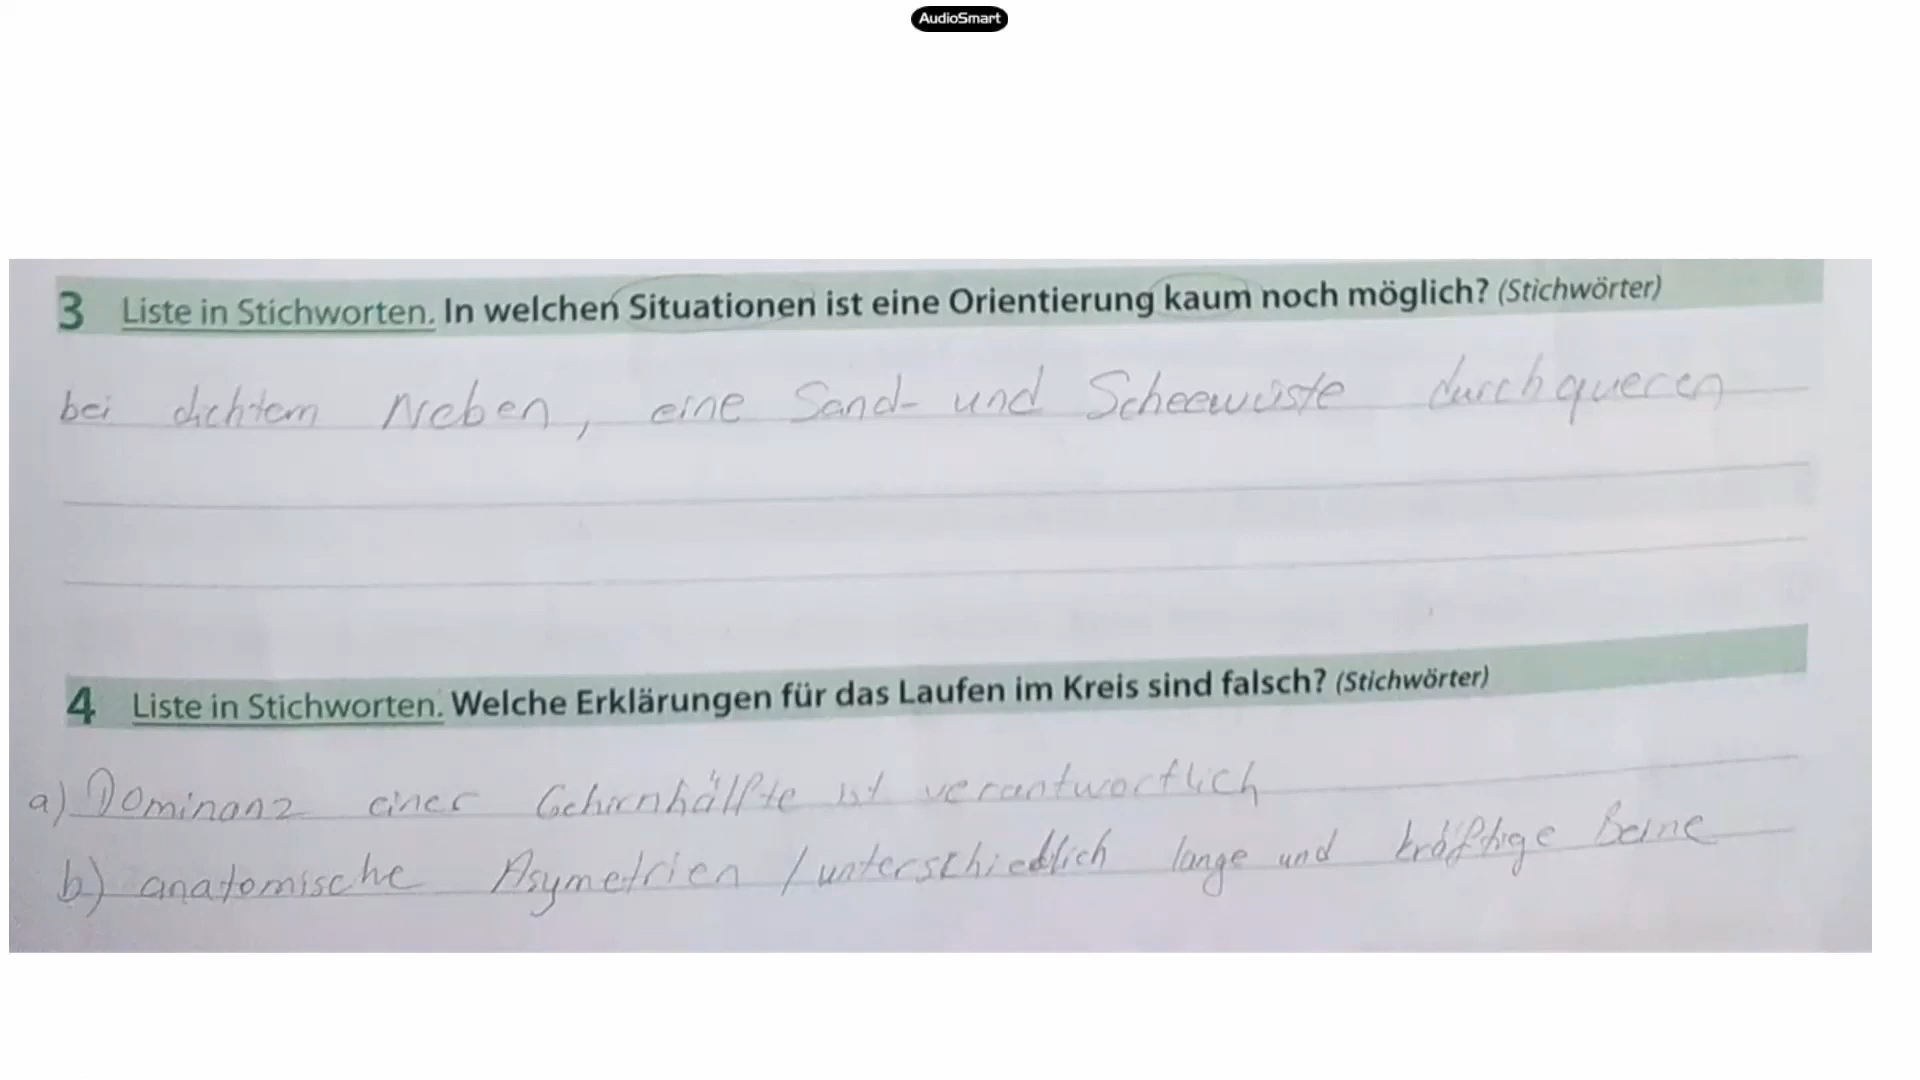 AudioSmart
3 Liste in Stichworten. In welchen Situationen ist eine Orientierung kaum noch möglich? (Stichwörter)
bei dichtem Neben, eine Sand- und Scheewüste durchqueren
4 Liste in Stichworten. Welche Erklärungen für das Laufen im Kreis sind falsch? (Stichwörter)
a) Dominanz einer Gehirnhälfte ist verantwortlich
b) anatomische Asymetrien / unterschiedlich lange und kräftige Beine